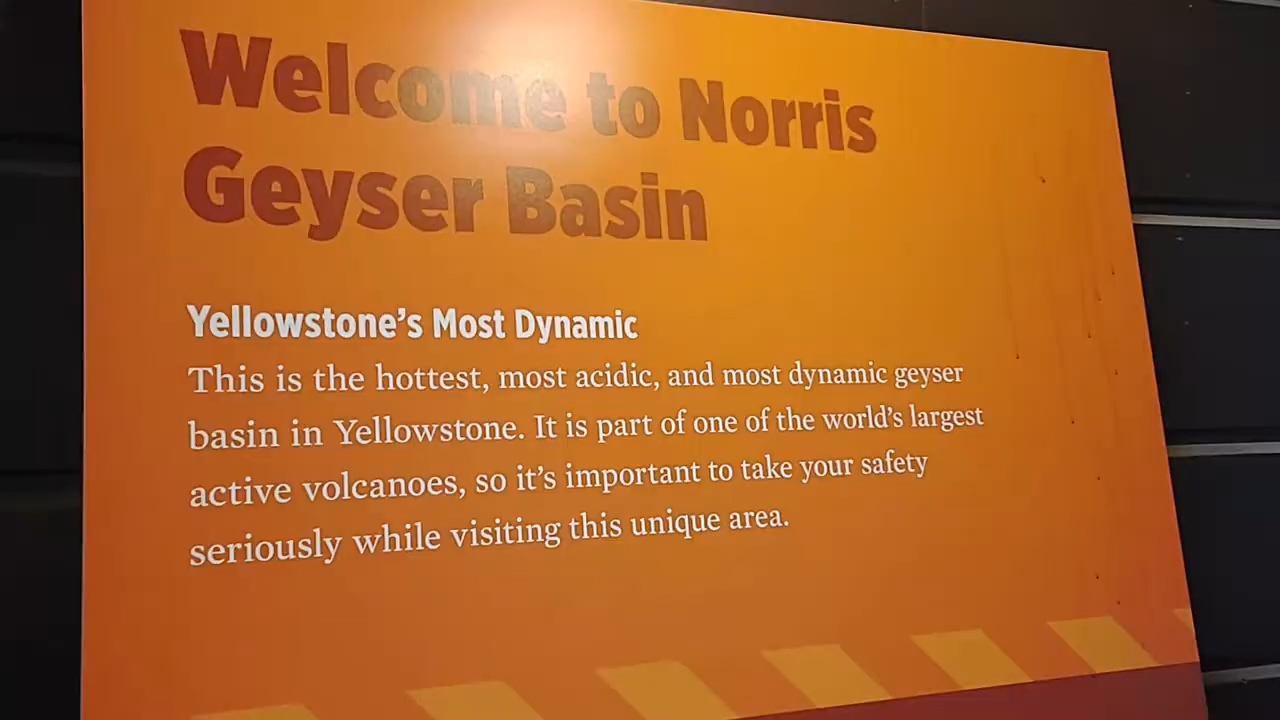 Welcome to Norris
Geyser Basin
Yellowstone's Most Dynamic
This is the hottest, most acidic, and most dynamic geyser
basin in Yellowstone. It is part of one of the world's largest
active volcanoes, so it's important to take your safety
seriously while visiting this unique area.